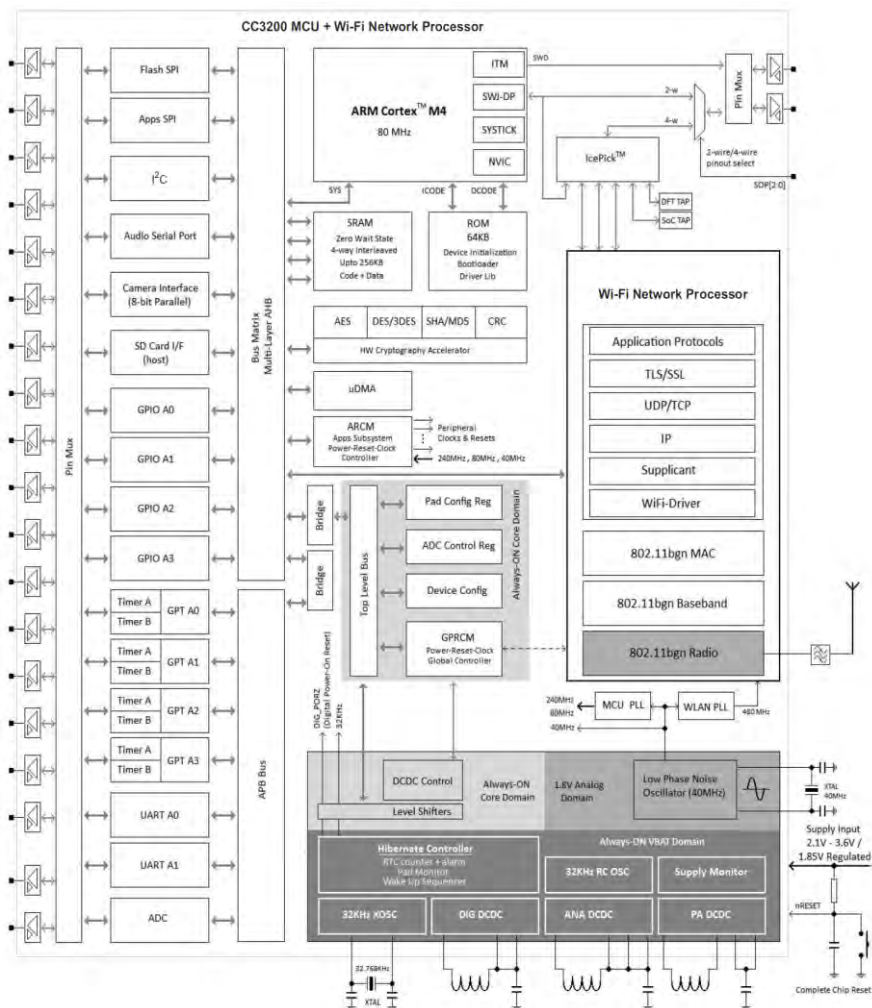 CC3200 MCU + Wi-Fi Network Processor
Pin Mux
Flash SPI
Apps SPI
I²C
Audio Serial Port
Camera Interface
(8-bit Parallel)
SD Card I/F
(host)
GPIO A0
GPIO A1
GPIO A2
GPIO A3
Timer A
Timer B
GPT A0
Timer A
Timer B
GPT A1
Timer A
Timer B
GPT A2
Timer A
Timer B
GPT A3
UART A0
UART A1
ADC
Bus Matrix
Multi-Layer AHB
APB Bus
ARM Cortex™ M4
80 MHz
ITM
SWJ-DP
SYSTICK
NVIC
SYS
ICODE
DCODE
SWO
2-w
4-w
Pin Mux
2-wire/4-wire
pinout select
SOP[2:0]
IcePick™
DFT TAP
SoC TAP
SRAM
Zero Wait State
4-way Interleaved
Upto 256KB
Code + Data
ROM
64KB
Device Initialization
Bootloader
Driver Lib
AES
DES/3DES
SHA/MD5
CRC
HW Cryptography Accelerator
uDMA
ARCM
Apps Subsystem
Power-Reset-Clock
Controller
Peripheral
Clocks & Resets
240MHz , 80MHz , 40MHz
Wi-Fi Network Processor
Application Protocols
TLS/SSL
UDP/TCP
IP
Supplicant
WiFi-Driver
802.11bgn MAC
802.11bgn Baseband
802.11bgn Radio
Bridge
Bridge
Top Level Bus
Pad Config Reg
ADC Control Reg
Device Config
GPRCM
Power-Reset-Clock
Global Controller
Always-ON Core Domain
DIG_PORZ
(Digital Power-On Reset)
32KHz
240MHz
80MHz
40MHz
MCU PLL
WLAN PLL
480 MHz
DCDC Control
Level Shifters
Always-ON
Core Domain
1.8V Analog
Domain
Low Phase Noise
Oscillator (40MHz)
XTAL
40MHz
Always-ON VBAT Domain
Hibernate Controller
RTC counter + alarm
Pad Monitor
Wake Up Sequencer
32KHz RC OSC
Supply Monitor
32KHz XOSC
DIG DCDC
ANA DCDC
PA DCDC
Supply Input
2.1V - 3.6V /
1.85V Regulated
nRESET
Complete Chip Reset
32.768KHz
XTAL